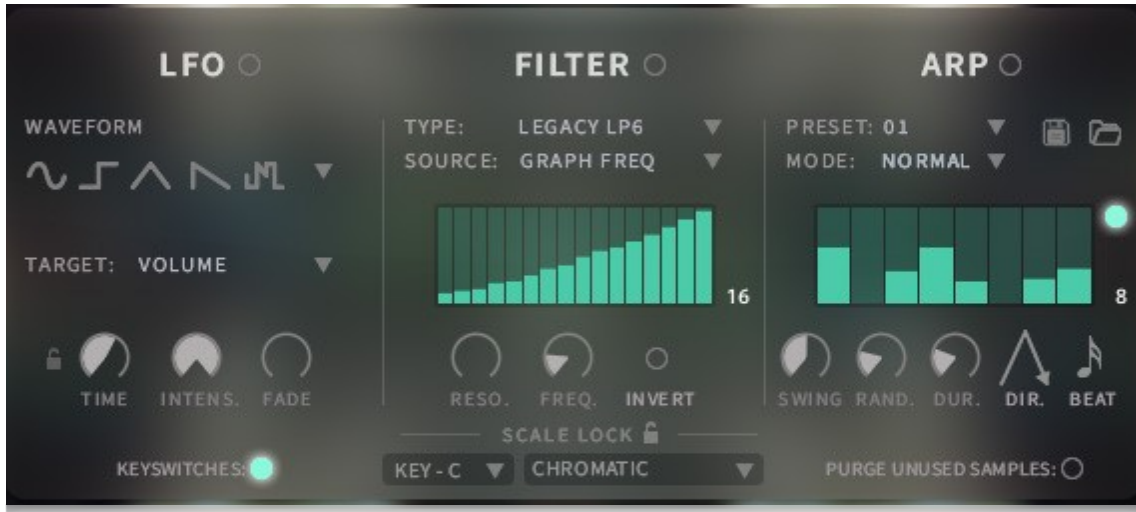 LFO
WAVEFORM
TARGET: VOLUME
TIME INTENS. FADE
KEYSWITCHES:
FILTER
TYPE: LEGACY LP6
SOURCE: GRAPH FREQ
16
RESO. FREQ. INVERT
SCALE LOCK
KEY - C CHROMATIC
ARP
PRESET: 01
MODE: NORMAL
8
SWING RAND. DUR. DIR. BEAT
PURGE UNUSED SAMPLES: